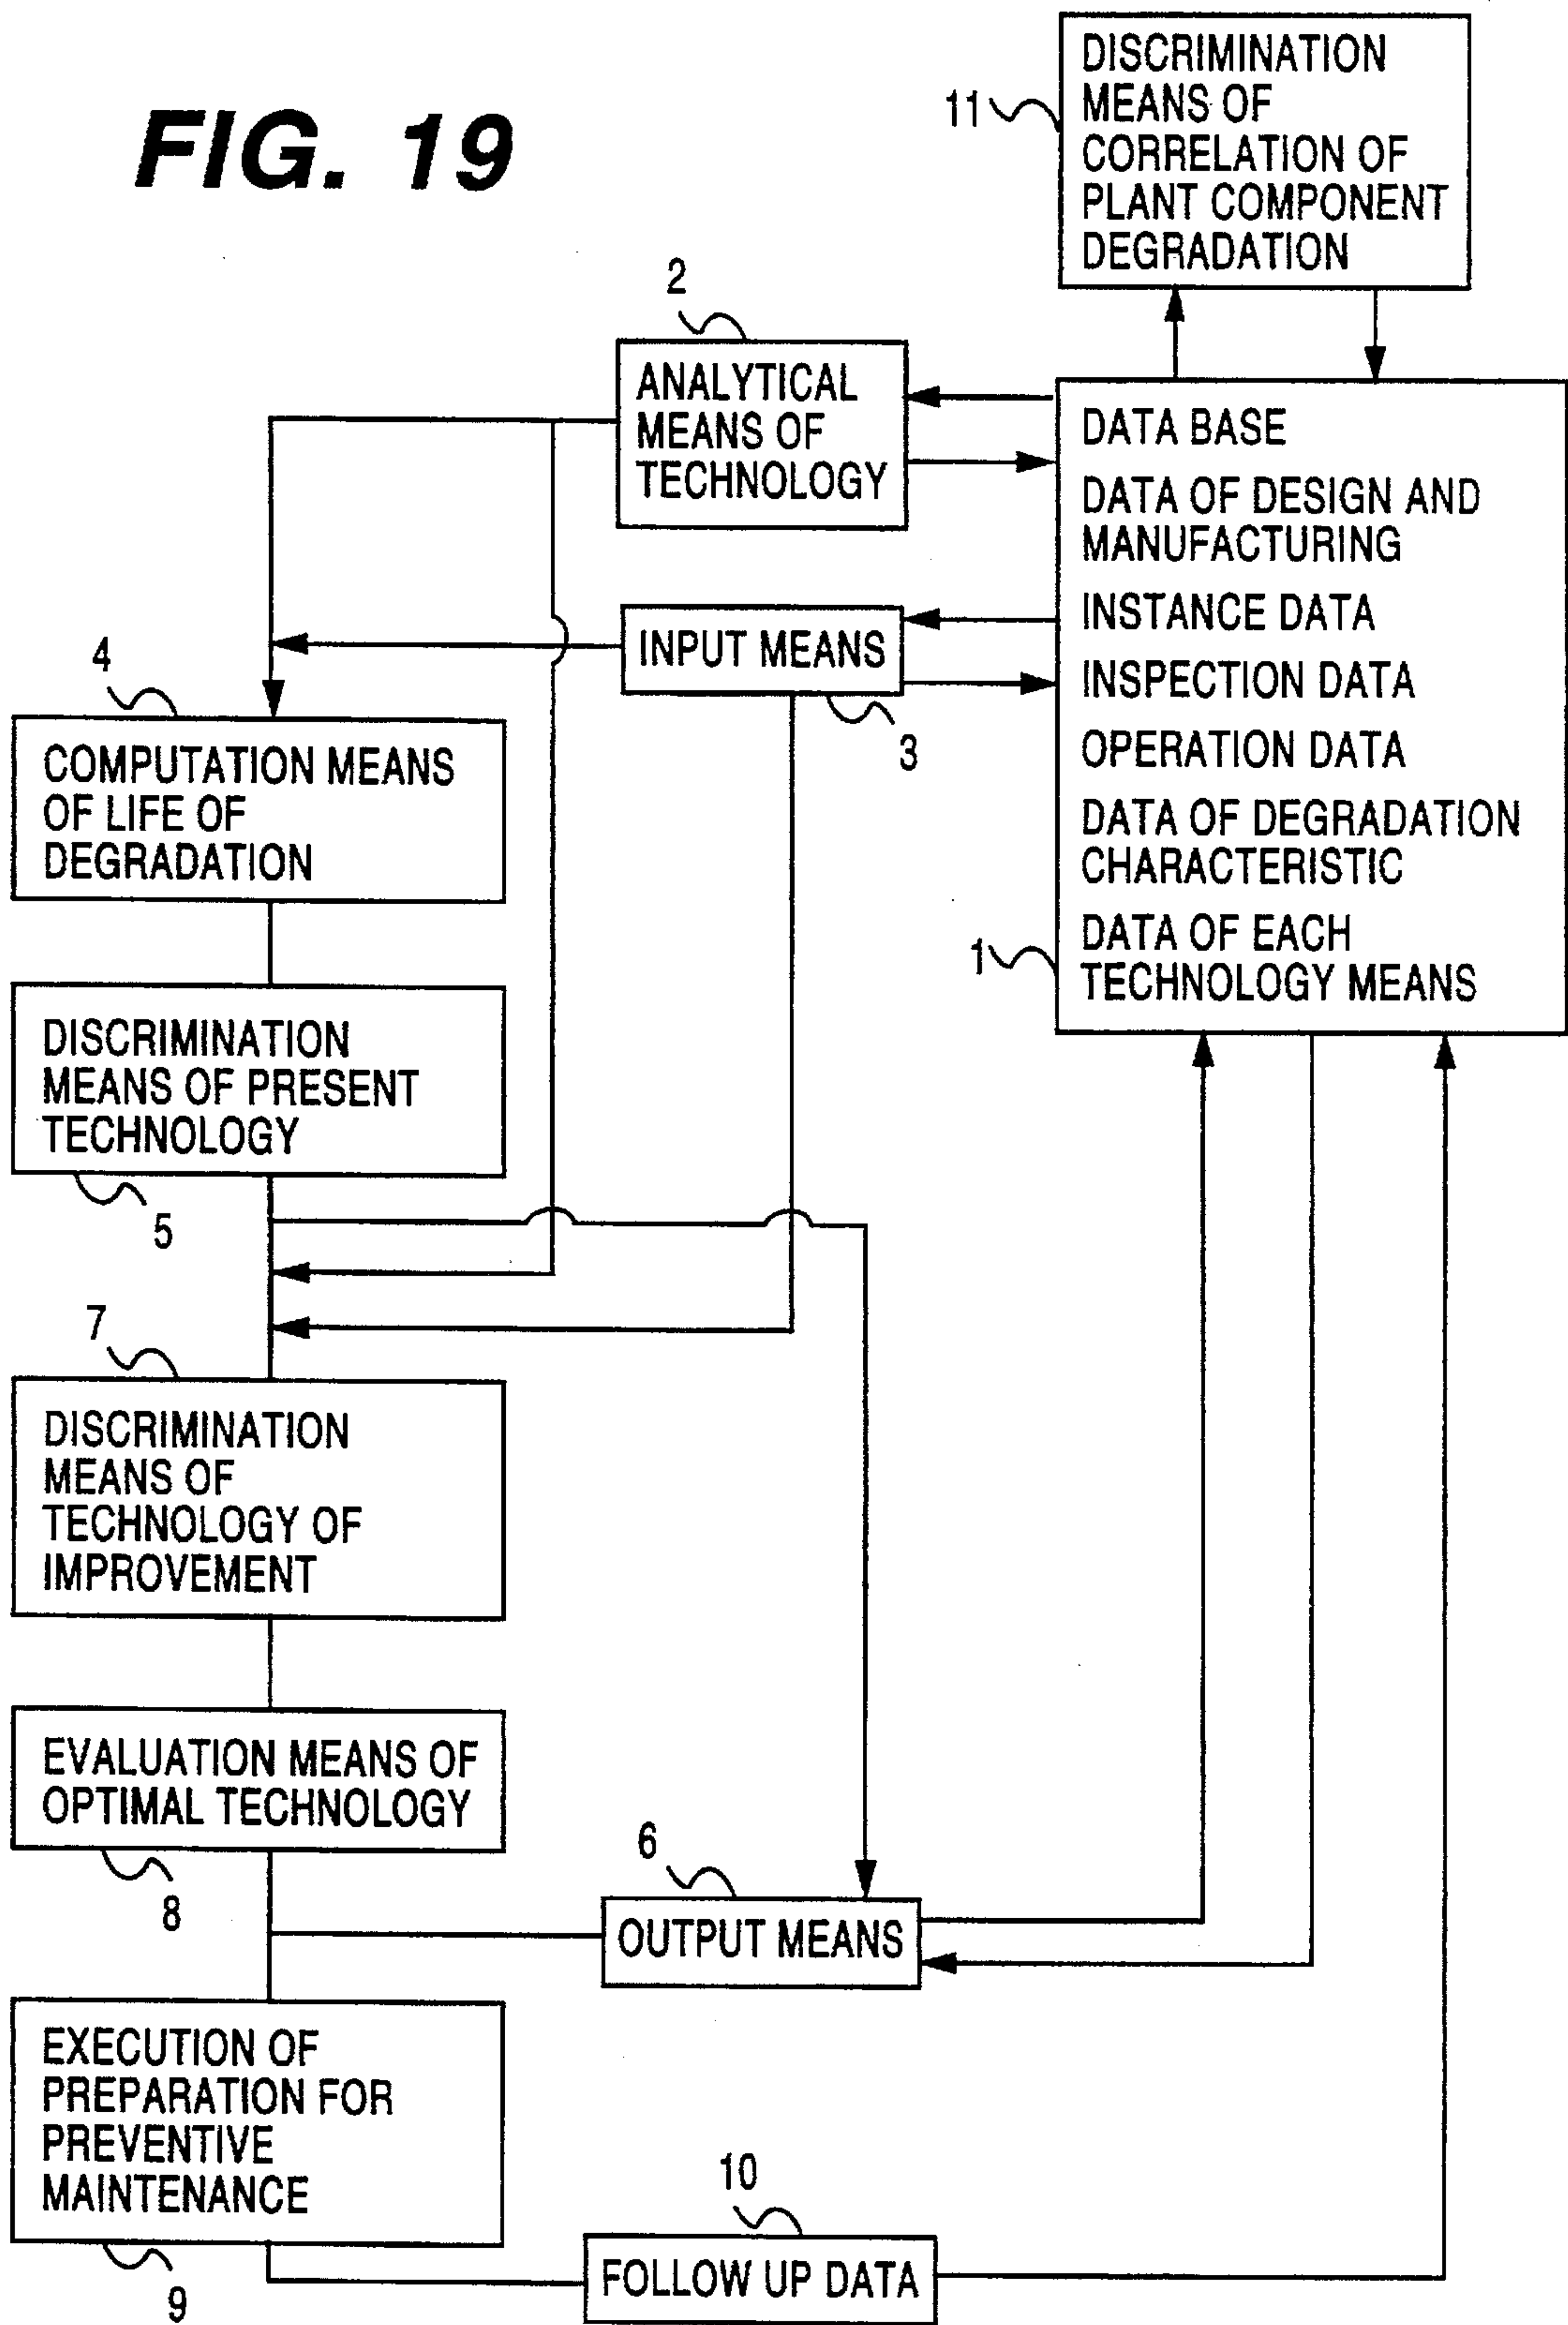 FIG. 19
11
DISCRIMINATION
MEANS OF
CORRELATION OF
PLANT COMPONENT
DEGRADATION
2
ANALYTICAL
MEANS OF
TECHNOLOGY
DATA BASE
DATA OF DESIGN AND
MANUFACTURING
INSTANCE DATA
INSPECTION DATA
OPERATION DATA
DATA OF DEGRADATION
CHARACTERISTIC
DATA OF EACH
TECHNOLOGY MEANS
1
INPUT MEANS
3
4
COMPUTATION MEANS
OF LIFE OF
DEGRADATION
DISCRIMINATION
MEANS OF PRESENT
TECHNOLOGY
5
7
DISCRIMINATION
MEANS OF
TECHNOLOGY OF
IMPROVEMENT
EVALUATION MEANS OF
OPTIMAL TECHNOLOGY
8
6
OUTPUT MEANS
EXECUTION OF
PREPARATION FOR
PREVENTIVE
MAINTENANCE
9
10
FOLLOW UP DATA